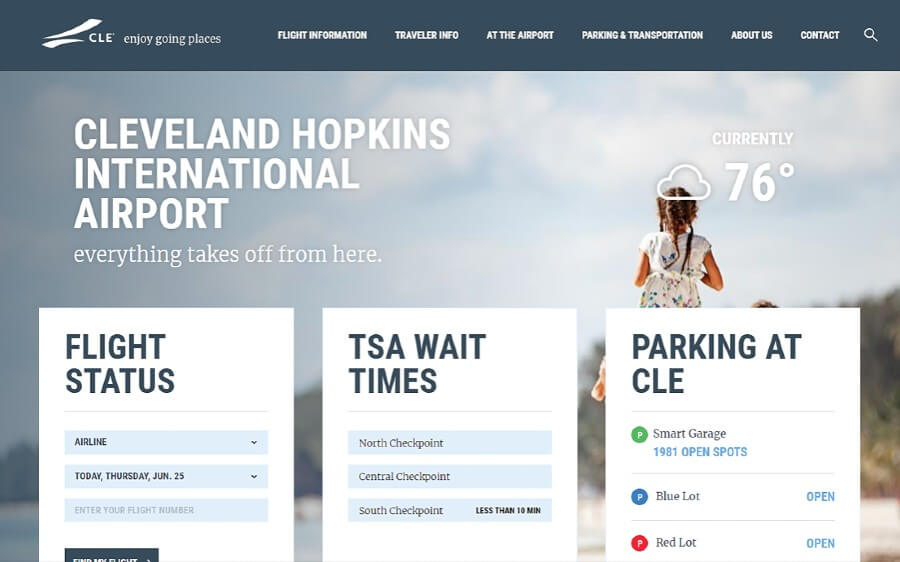 CLE enjoy going places
FLIGHT INFORMATION
TRAVELER INFO
AT THE AIRPORT
PARKING & TRANSPORTATION
ABOUT US
CONTACT
CLEVELAND HOPKINS
INTERNATIONAL
AIRPORT
everything takes off from here.
CURRENTLY
76°
FLIGHT
STATUS
AIRLINE
TODAY, THURSDAY, JUN. 25
ENTER YOUR FLIGHT NUMBER
FIND MY FLIGHT
TSA WAIT
TIMES
North Checkpoint
Central Checkpoint
South Checkpoint LESS THAN 10 MIN
PARKING AT
CLE
P Smart Garage
1981 OPEN SPOTS
P Blue Lot OPEN
P Red Lot OPEN